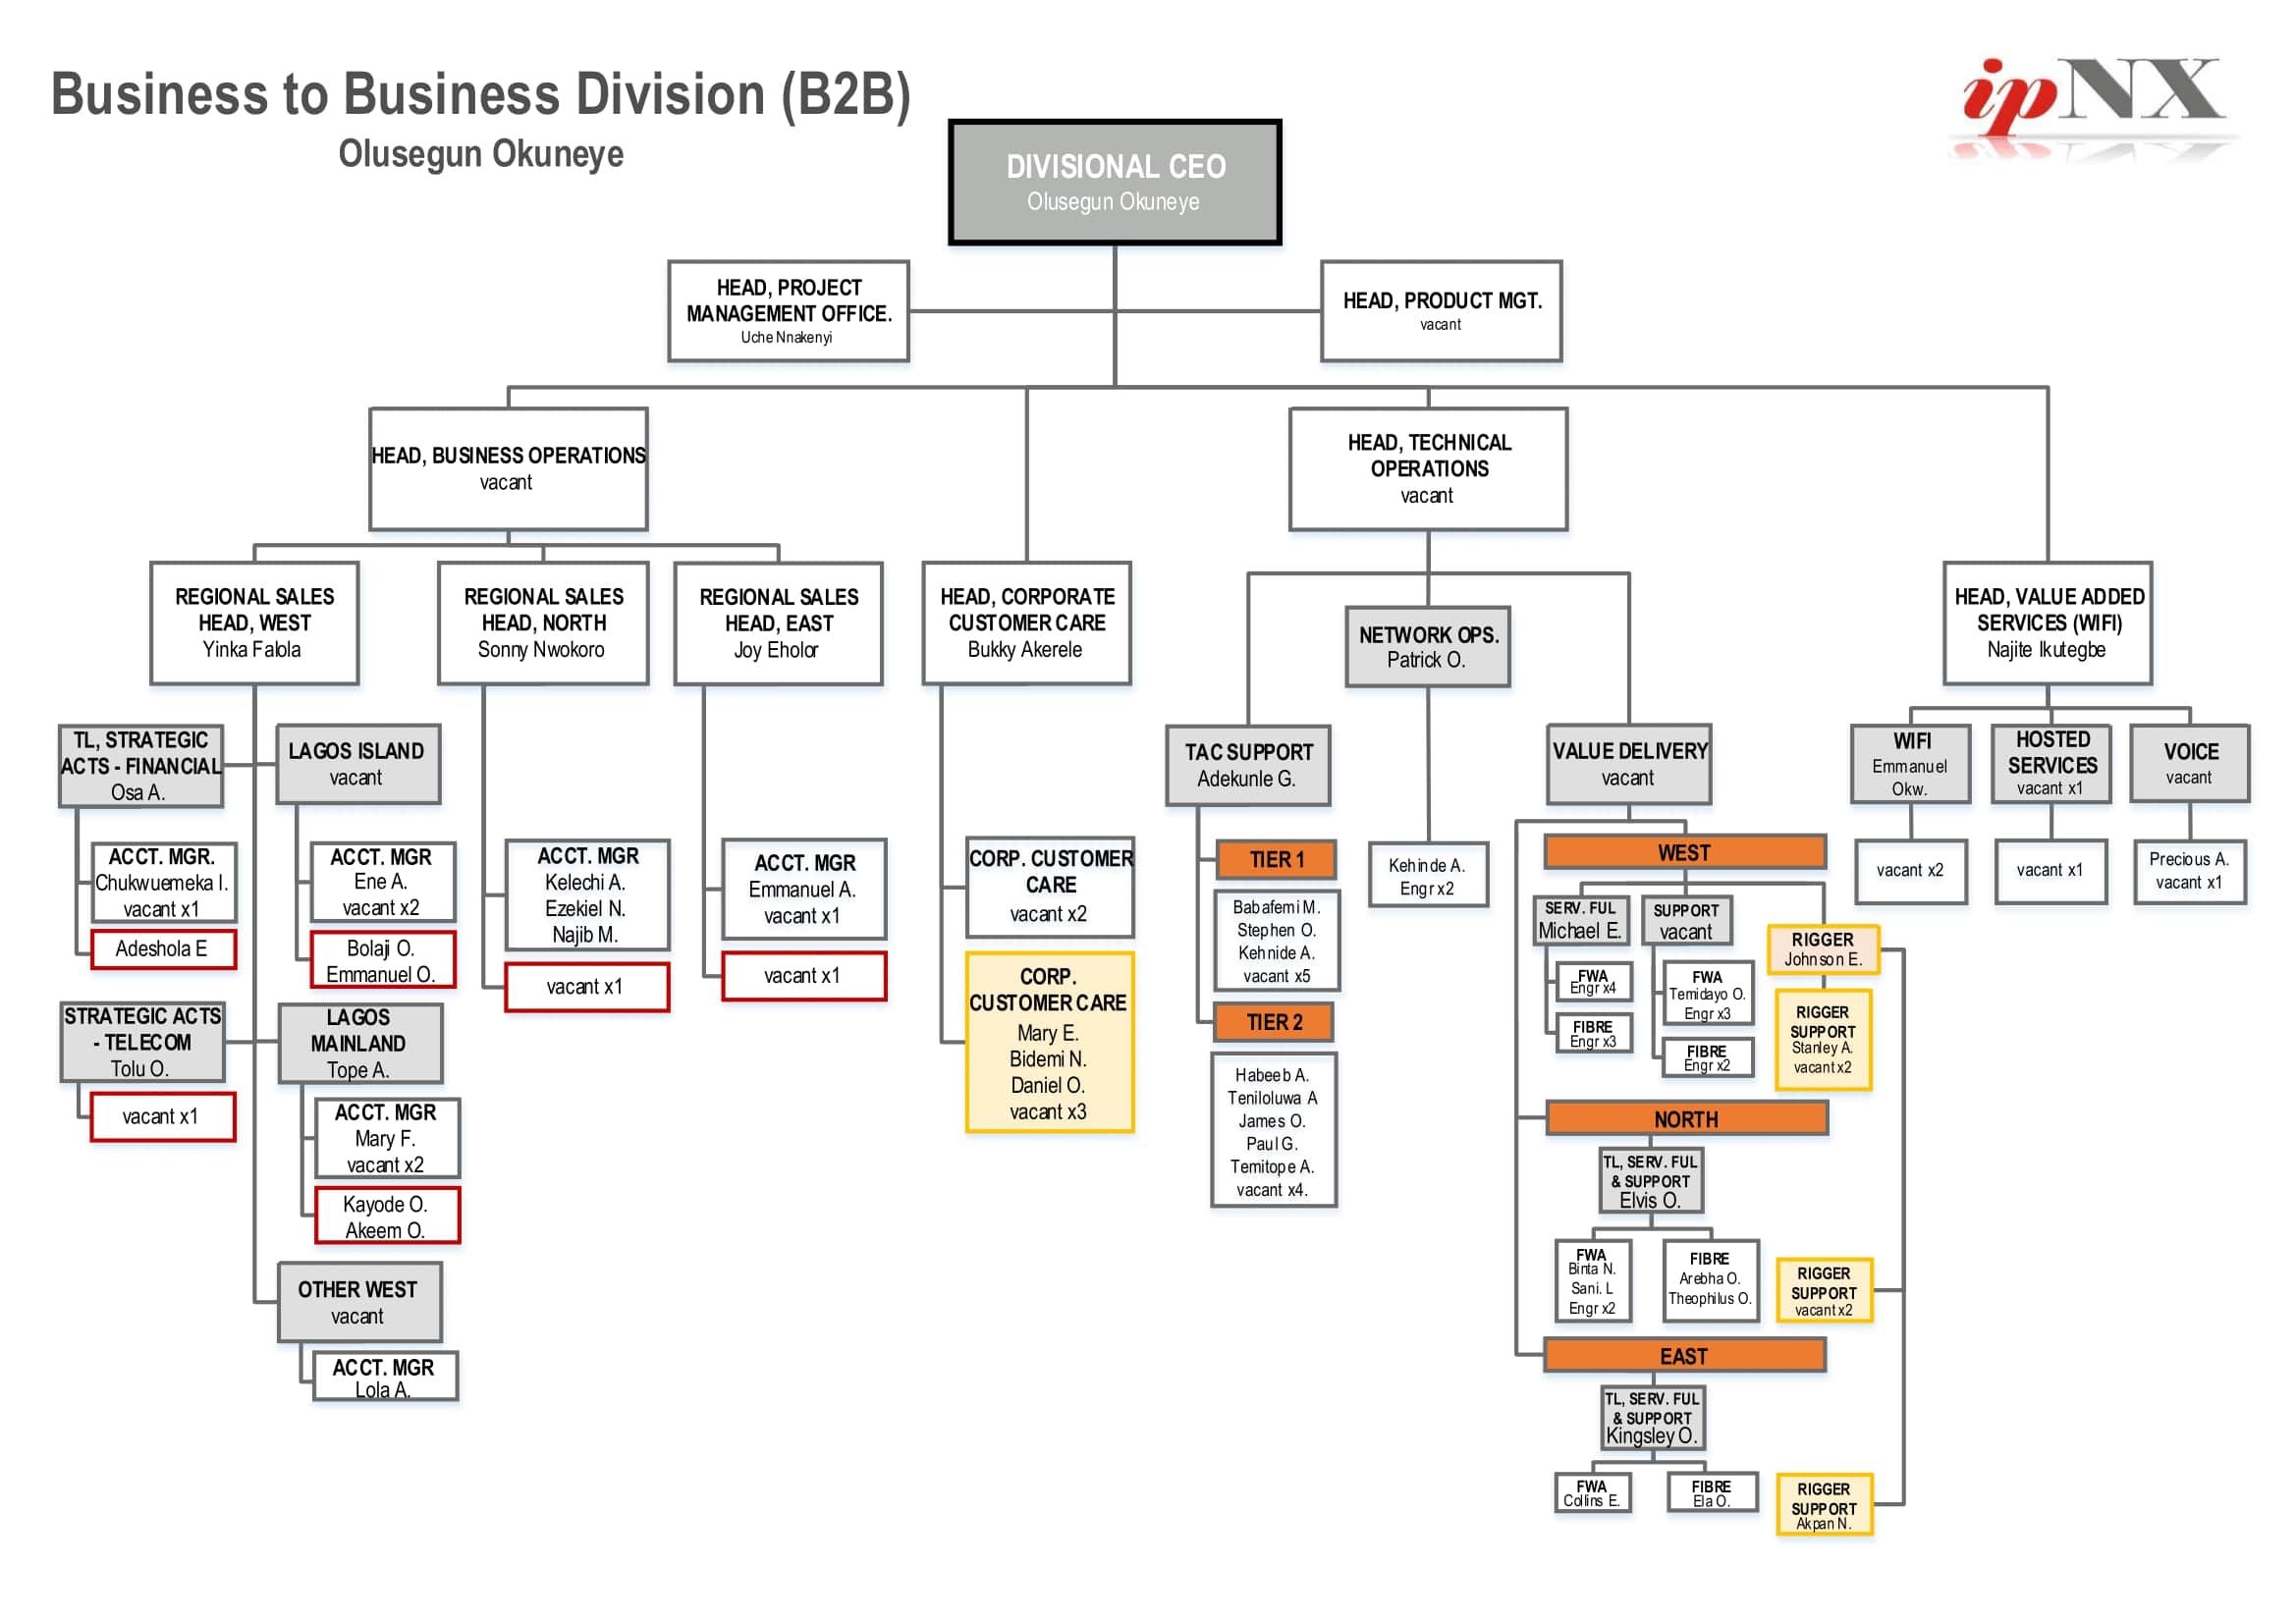 Business to Business Division (B2B)
Olusegun Okuneye
ipNX
DIVISIONAL CEO
Olusegun Okuneye
HEAD, PROJECT
MANAGEMENT OFFICE.
Uche Nnakenyi
HEAD, PRODUCT MGT.
vacant
HEAD, BUSINESS OPERATIONS
vacant
HEAD, TECHNICAL
OPERATIONS
vacant
REGIONAL SALES
HEAD, WEST
Yinka Falola
REGIONAL SALES
HEAD, NORTH
Sonny Nwokoro
REGIONAL SALES
HEAD, EAST
Joy Eholor
HEAD, CORPORATE
CUSTOMER CARE
Bukky Akerele
NETWORK OPS.
Patrick O.
HEAD, VALUE ADDED
SERVICES (WIFI)
Najite Ikutegbe
TL, STRATEGIC
ACTS - FINANCIAL
Osa A.
LAGOS ISLAND
vacant
TAC SUPPORT
Adekunle G.
VALUE DELIVERY
vacant
WIFI
Emmanuel
Okw.
HOSTED
SERVICES
vacant x1
VOICE
vacant
ACCT. MGR.
Chukwuemeka I.
vacant x1
Adeshola E
ACCT. MGR
Ene A.
vacant x2
Bolaji O.
Emmanuel O.
ACCT. MGR
Kelechi A.
Ezekiel N.
Najib M.
vacant x1
ACCT. MGR
Emmanuel A.
vacant x1
vacant x1
CORP. CUSTOMER
CARE
vacant x2
CORP.
CUSTOMER CARE
Mary E.
Bidemi N.
Daniel O.
vacant x3
TIER 1
Babafemi M.
Stephen O.
Kehnide A.
vacant x5
TIER 2
Habeeb A.
Teniloluwa A
James O.
Paul G.
Temitope A.
vacant x4.
Kehinde A.
Engr x2
WEST
SERV. FUL
Michael E.
FWA
Engr x4
FIBRE
Engr x3
SUPPORT
vacant
FWA
Temidayo O.
Engr x3
FIBRE
Engr x2
RIGGER
Johnson E.
RIGGER
SUPPORT
Stanley A.
vacant x2
vacant x2
vacant x1
Precious A.
vacant x1
STRATEGIC ACTS
- TELECOM
Tolu O.
vacant x1
LAGOS
MAINLAND
Tope A.
ACCT. MGR
Mary F.
vacant x2
Kayode O.
Akeem O.
OTHER WEST
vacant
ACCT. MGR
Lola A.
NORTH
TL, SERV. FUL
& SUPPORT
Elvis O.
FWA
Binta N.
Sani. L
Engr x2
FIBRE
Arebha O.
Theophilus O.
RIGGER
SUPPORT
vacant x2
EAST
TL, SERV. FUL
& SUPPORT
Kingsley O.
FWA
Collins E.
FIBRE
Ela O.
RIGGER
SUPPORT
Akpan N.